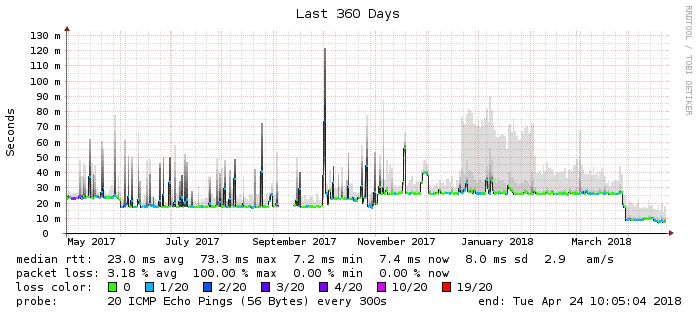 Last 360 Days
RRDTOOL / TOBI OETIKER
Seconds
130 m
120 m
110 m
100 m
90 m
80 m
70 m
60 m
50 m
40 m
30 m
20 m
10 m
0
May 2017 July 2017 September 2017 November 2017 January 2018 March 2018
median rtt: 23.0 ms avg 73.3 ms max 7.2 ms min 7.4 ms now 8.0 ms sd 2.9 am/s
packet loss: 3.18 % avg 100.00 % max 0.00 % min 0.00 % now
loss color: 0 1/20 2/20 3/20 4/20 10/20 19/20
probe: 20 ICMP Echo Pings (56 Bytes) every 300s end: Tue Apr 24 10:05:04 2018